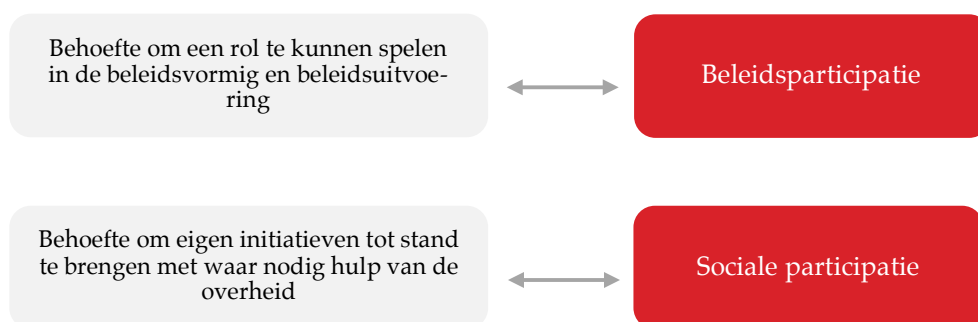 Behoefte om een rol te kunnen spelen
in de beleidsvormig en beleidsuitvoe-
ring
Beleidsparticipatie
Behoefte om eigen initiatieven tot stand
te brengen met waar nodig hulp van de
overheid
Sociale participatie